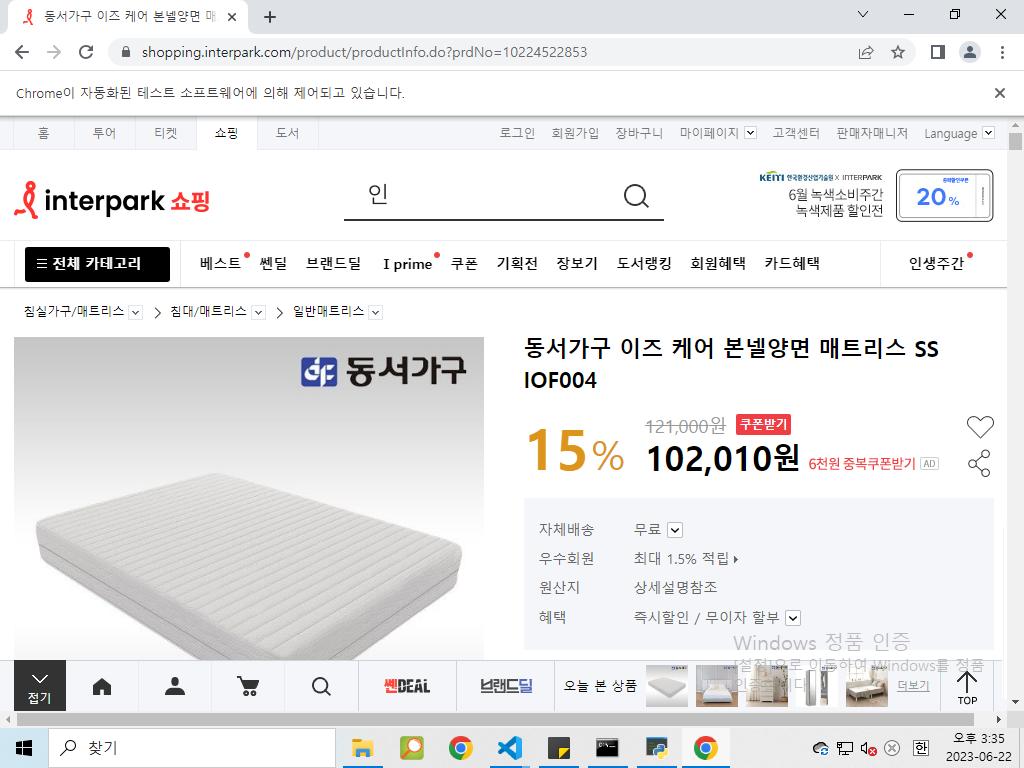 동서가구 이즈 케어 본넬양면 매
shopping.interpark.com/product/productInfo.do?prdNo=10224522853
Chrome이 자동화된 테스트 소프트웨어에 의해 제어되고 있습니다.
홈 투어 티켓 쇼핑 도서 로그인 회원가입 장바구니 마이페이지 고객센터 판매자매니저 Language
interpark 쇼핑
인
KEITI 한국환경산업기술원 X INTERPARK
6월 녹색소비주간
녹색제품 할인전
20%
전체 카테고리 베스트 쎈딜 브랜드딜 I prime 쿠폰 기획전 장보기 도서랭킹 회원혜택 카드혜택 인생주간
침실가구/매트리스 침대/매트리스 일반매트리스
동서가구
동서가구 이즈 케어 본넬양면 매트리스 SS
IOF004
15%
121,000원 쿠폰받기
102,010원 6천원 중복쿠폰받기 AD
자체배송 무료
우수회원 최대 1.5% 적립
원산지 상세설명참조
혜택 즉시할인 / 무이자 할부
Windows 정품 인증
[설정]으로 이동하여 Windows를 정품
접기
쎈DEAL
브랜드딜
오늘 본 상품
더보기
TOP
찾기
한
오후 3:35
2023-06-22